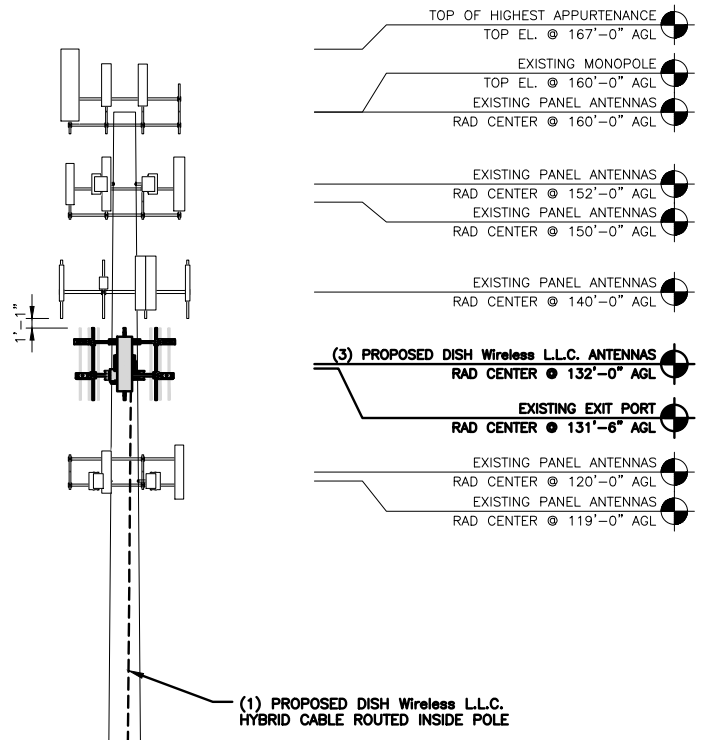 TOP OF HIGHEST APPURTENANCE
TOP EL. @ 167'-0" AGL
EXISTING MONOPOLE
TOP EL. @ 160'-0" AGL
EXISTING PANEL ANTENNAS
RAD CENTER @ 160'-0" AGL
EXISTING PANEL ANTENNAS
RAD CENTER @ 152'-0" AGL
EXISTING PANEL ANTENNAS
RAD CENTER @ 150'-0" AGL
EXISTING PANEL ANTENNAS
RAD CENTER @ 140'-0" AGL
1'-1"
(3) PROPOSED DISH Wireless L.L.C. ANTENNAS
RAD CENTER @ 132'-0" AGL
EXISTING EXIT PORT
RAD CENTER @ 131'-6" AGL
EXISTING PANEL ANTENNAS
RAD CENTER @ 120'-0" AGL
EXISTING PANEL ANTENNAS
RAD CENTER @ 119'-0" AGL
(1) PROPOSED DISH Wireless L.L.C.
HYBRID CABLE ROUTED INSIDE POLE